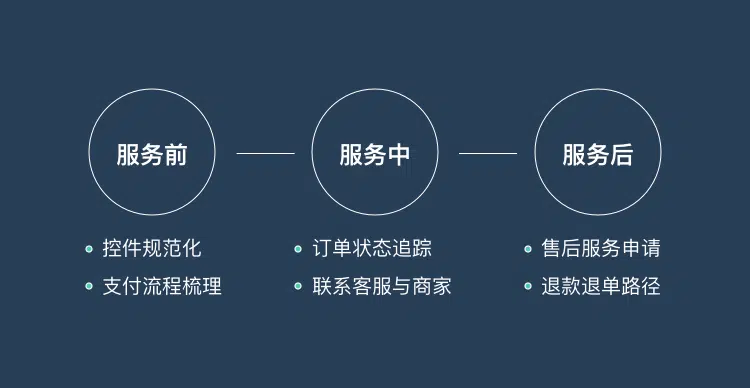 服务前
服务中
服务后
控件规范化
支付流程梳理
订单状态追踪
联系客服与商家
售后服务申请
退款退单路径